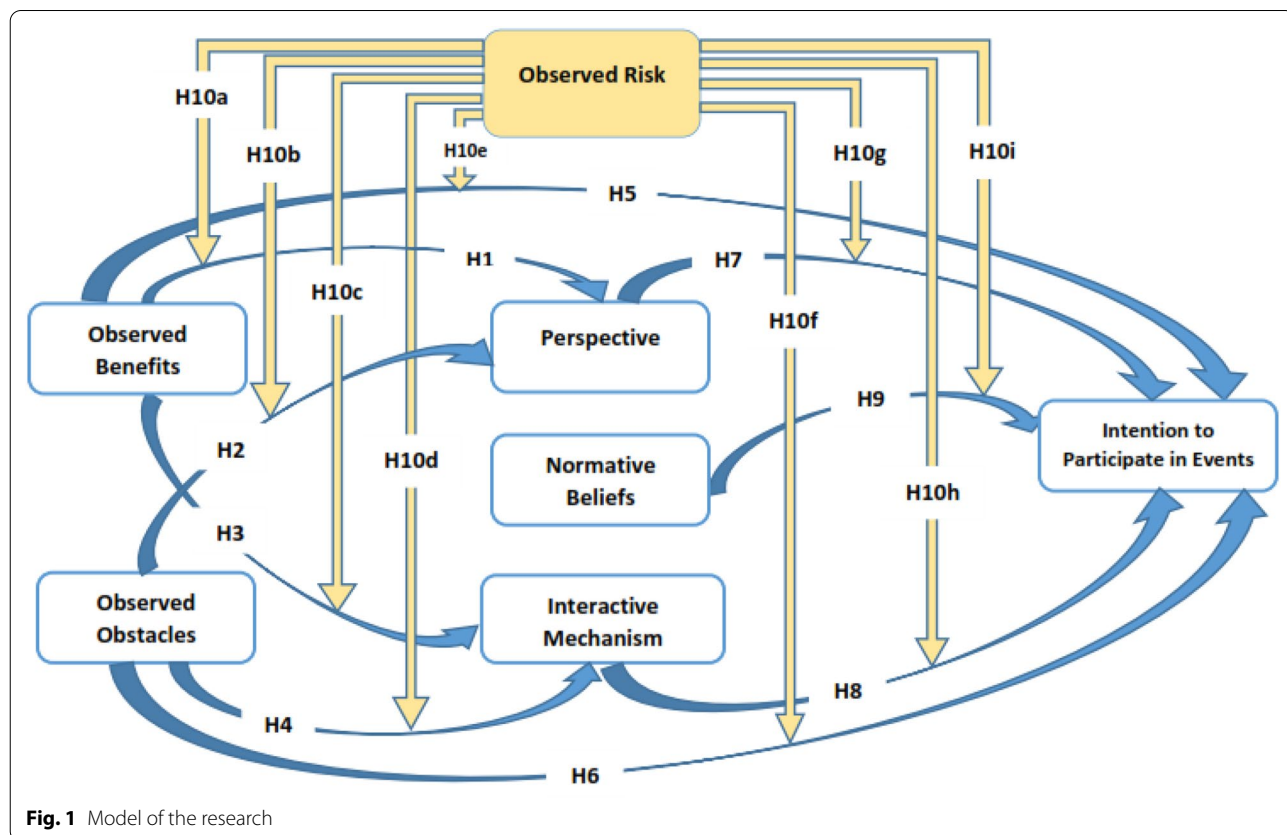 Observed Risk
H10a
H10b
H10e
H10g
H10i
H5
H1
H7
H10c
H10f
Observed
Benefits
Perspective
H9
H2
H10d
Normative
Beliefs
Intention to
Participate in Events
H10h
H3
Observed
Obstacles
Interactive
Mechanism
H4
H8
H6
Fig. 1 Model of the research